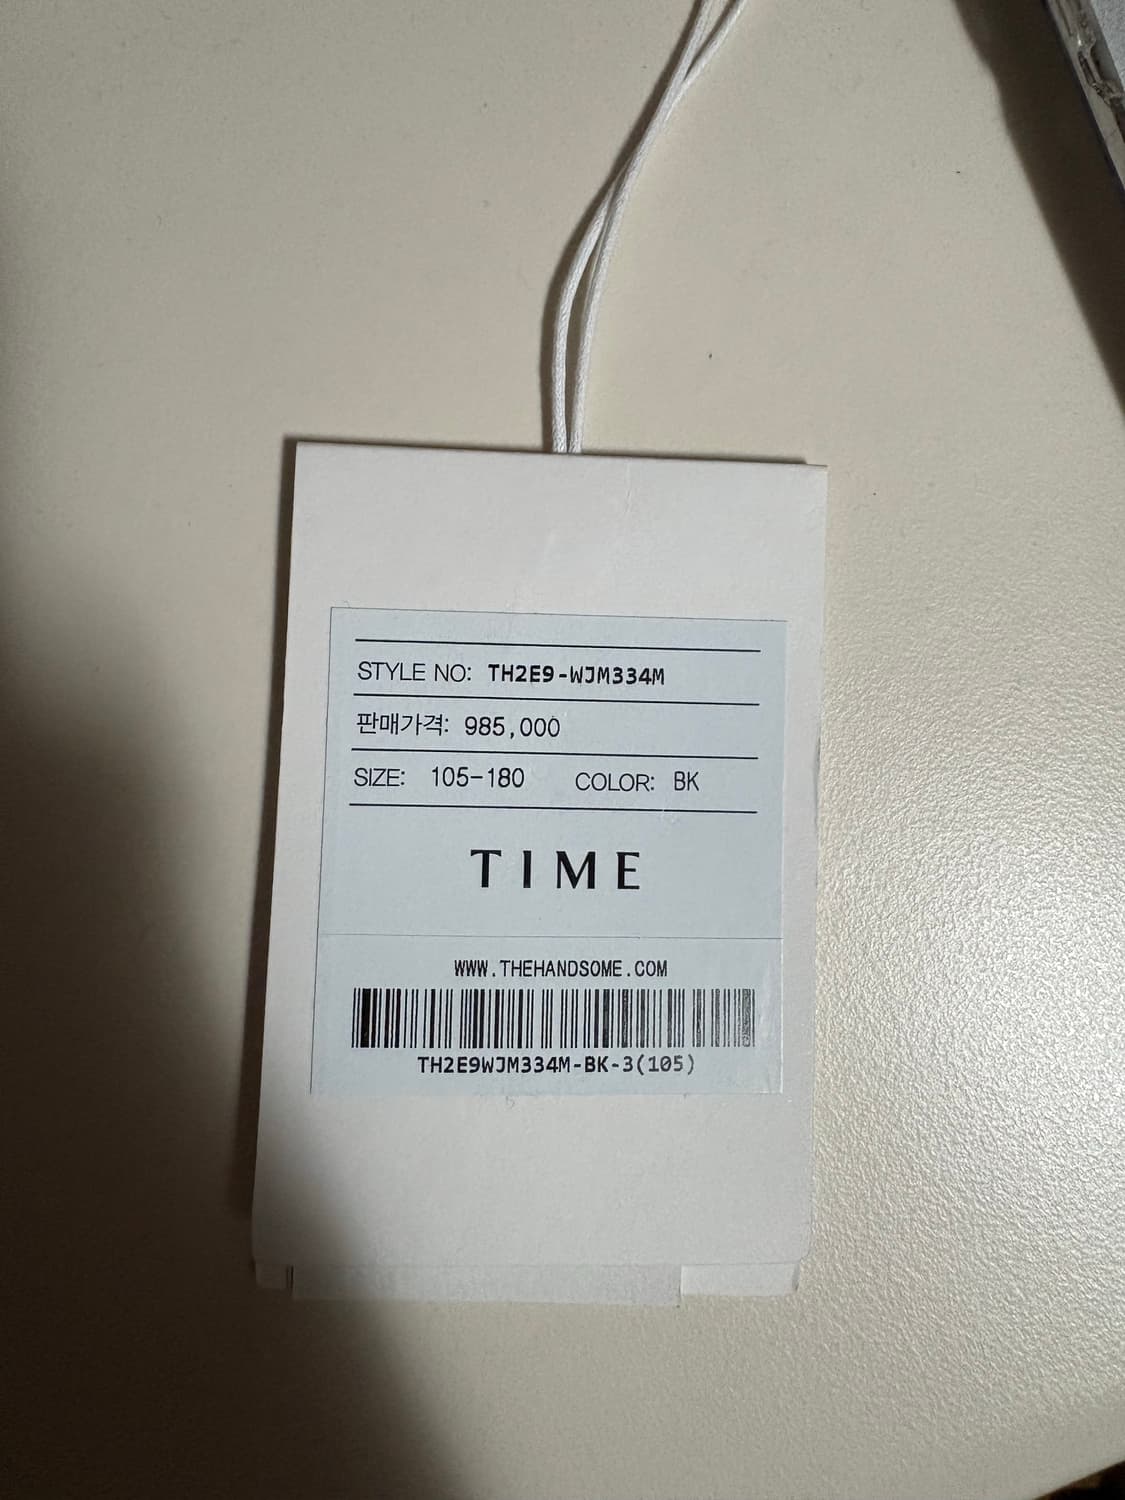 STYLE NO: TH2E9-WJM334M
판매가격: 985,000
SIZE: 105-180 COLOR: BK
TIME
WWW.THEHANDSOME.COM
TH2E9WJM334M-BK-3(105)